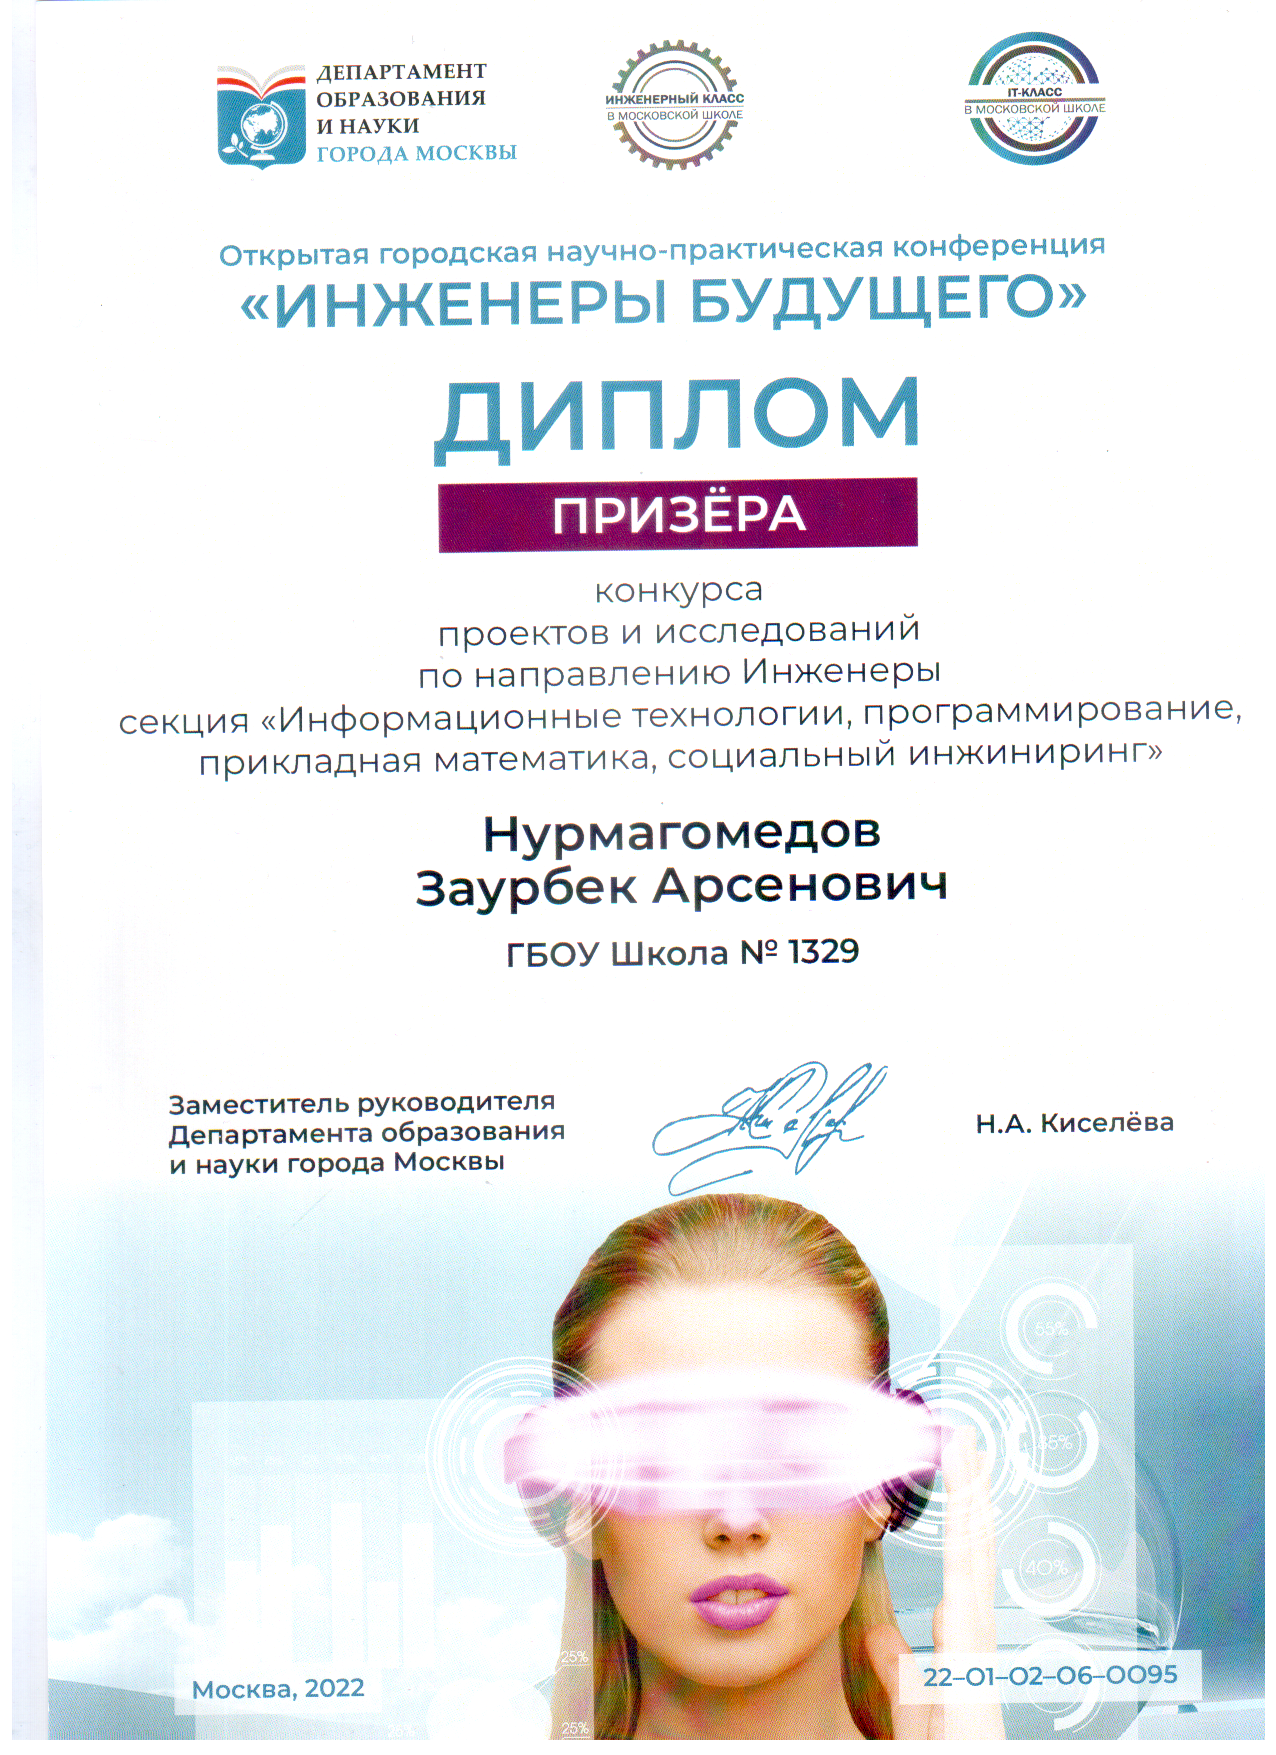 ДЕПАРТАМЕНТ
ОБРАЗОВАНИЯ
И НАУКИ
ГОРОДА МОСКВЫ
ИНЖЕНЕРНЫЙ КЛАСС
В МОСКОВСКОЙ ШКОЛЕ
IT-КЛАСС
В МОСКОВСКОЙ ШКОЛЕ
Открытая городская научно-практическая конференция
«ИНЖЕНЕРЫ БУДУЩЕГО»
ДИПЛОМ
ПРИЗЁРА
конкурса
проектов и исследований
по направлению Инженеры
секция «Информационные технологии, программирование,
прикладная математика, социальный инжиниринг»
Нурмагомедов
Заурбек Арсенович
ГБОУ Школа № 1329
Заместитель руководителя
Департамента образования
и науки города Москвы
Н.А. Киселёва
40%
25%
25%
Москва, 2022
22-01-02-06-0095